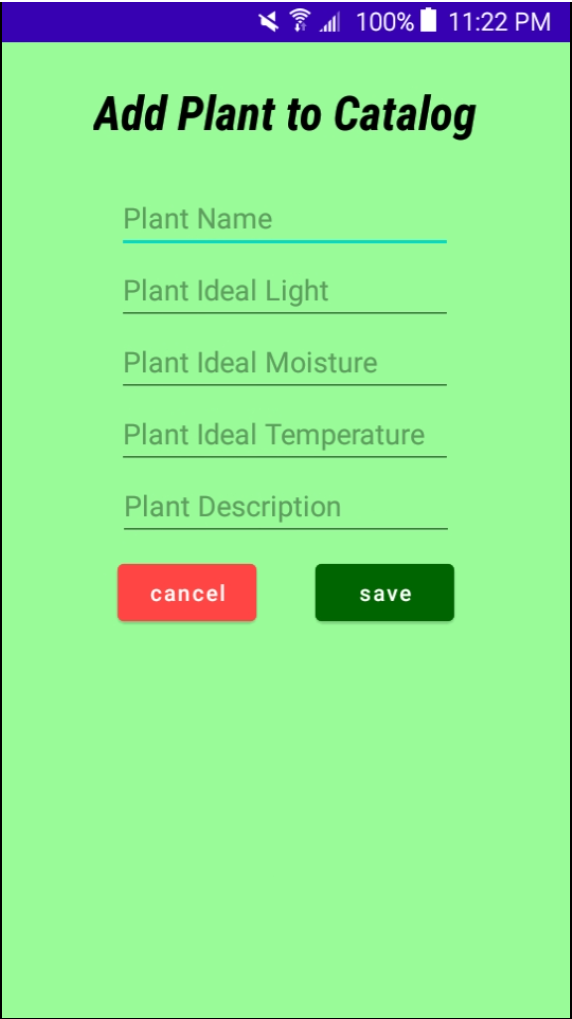 100% 11:22 PM
Add Plant to Catalog
Plant Name
Plant Ideal Light
Plant Ideal Moisture
Plant Ideal Temperature
Plant Description
cancel save